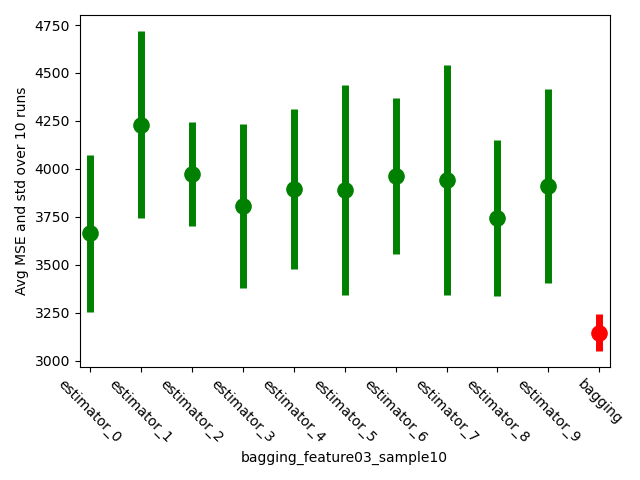 4750
4500
4250
4000
3750
3500
3250
3000
Avg MSE and std over 10 runs
estimator_0
estimator_1
estimator_2
estimator_3
estimator_4
estimator_5
estimator_6
estimator_7
estimator_8
estimator_9
bagging
bagging_feature03_sample10